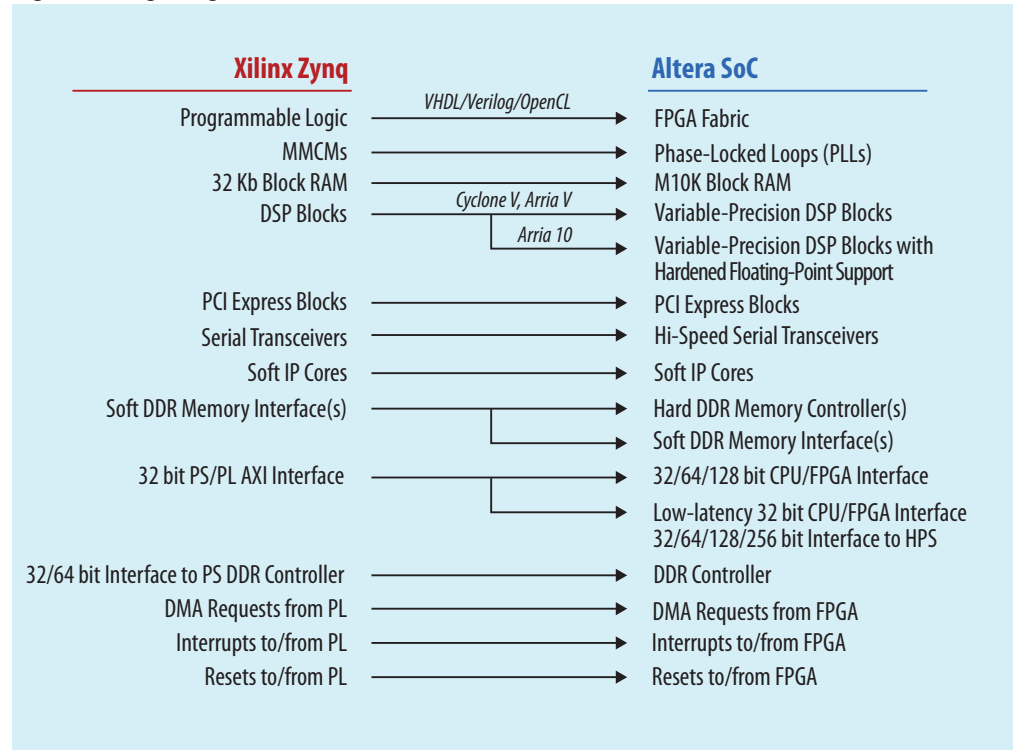 Xilinx Zynq Altera SoC
Programmable Logic VHDL/Verilog/OpenCL FPGA Fabric
MMCMs Phase-Locked Loops (PLLs)
32 Kb Block RAM M10K Block RAM
DSP Blocks Cyclone V, Arria V Variable-Precision DSP Blocks
Arria 10 Variable-Precision DSP Blocks with
Hardened Floating-Point Support
PCI Express Blocks PCI Express Blocks
Serial Transceivers Hi-Speed Serial Transceivers
Soft IP Cores Soft IP Cores
Soft DDR Memory Interface(s) Hard DDR Memory Controller(s)
Soft DDR Memory Interface(s)
32 bit PS/PL AXI Interface 32/64/128 bit CPU/FPGA Interface
Low-latency 32 bit CPU/FPGA Interface
32/64/128/256 bit Interface to HPS
32/64 bit Interface to PS DDR Controller DDR Controller
DMA Requests from PL DMA Requests from FPGA
Interrupts to/from PL Interrupts to/from FPGA
Resets to/from PL Resets to/from FPGA